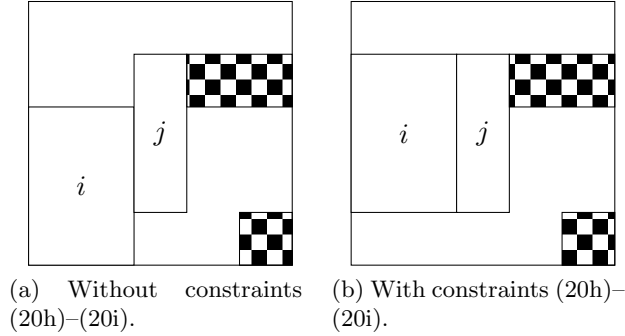 i
j
i
j
(a) Without constraints
(20h)–(20i).
(b) With constraints (20h)–
(20i).